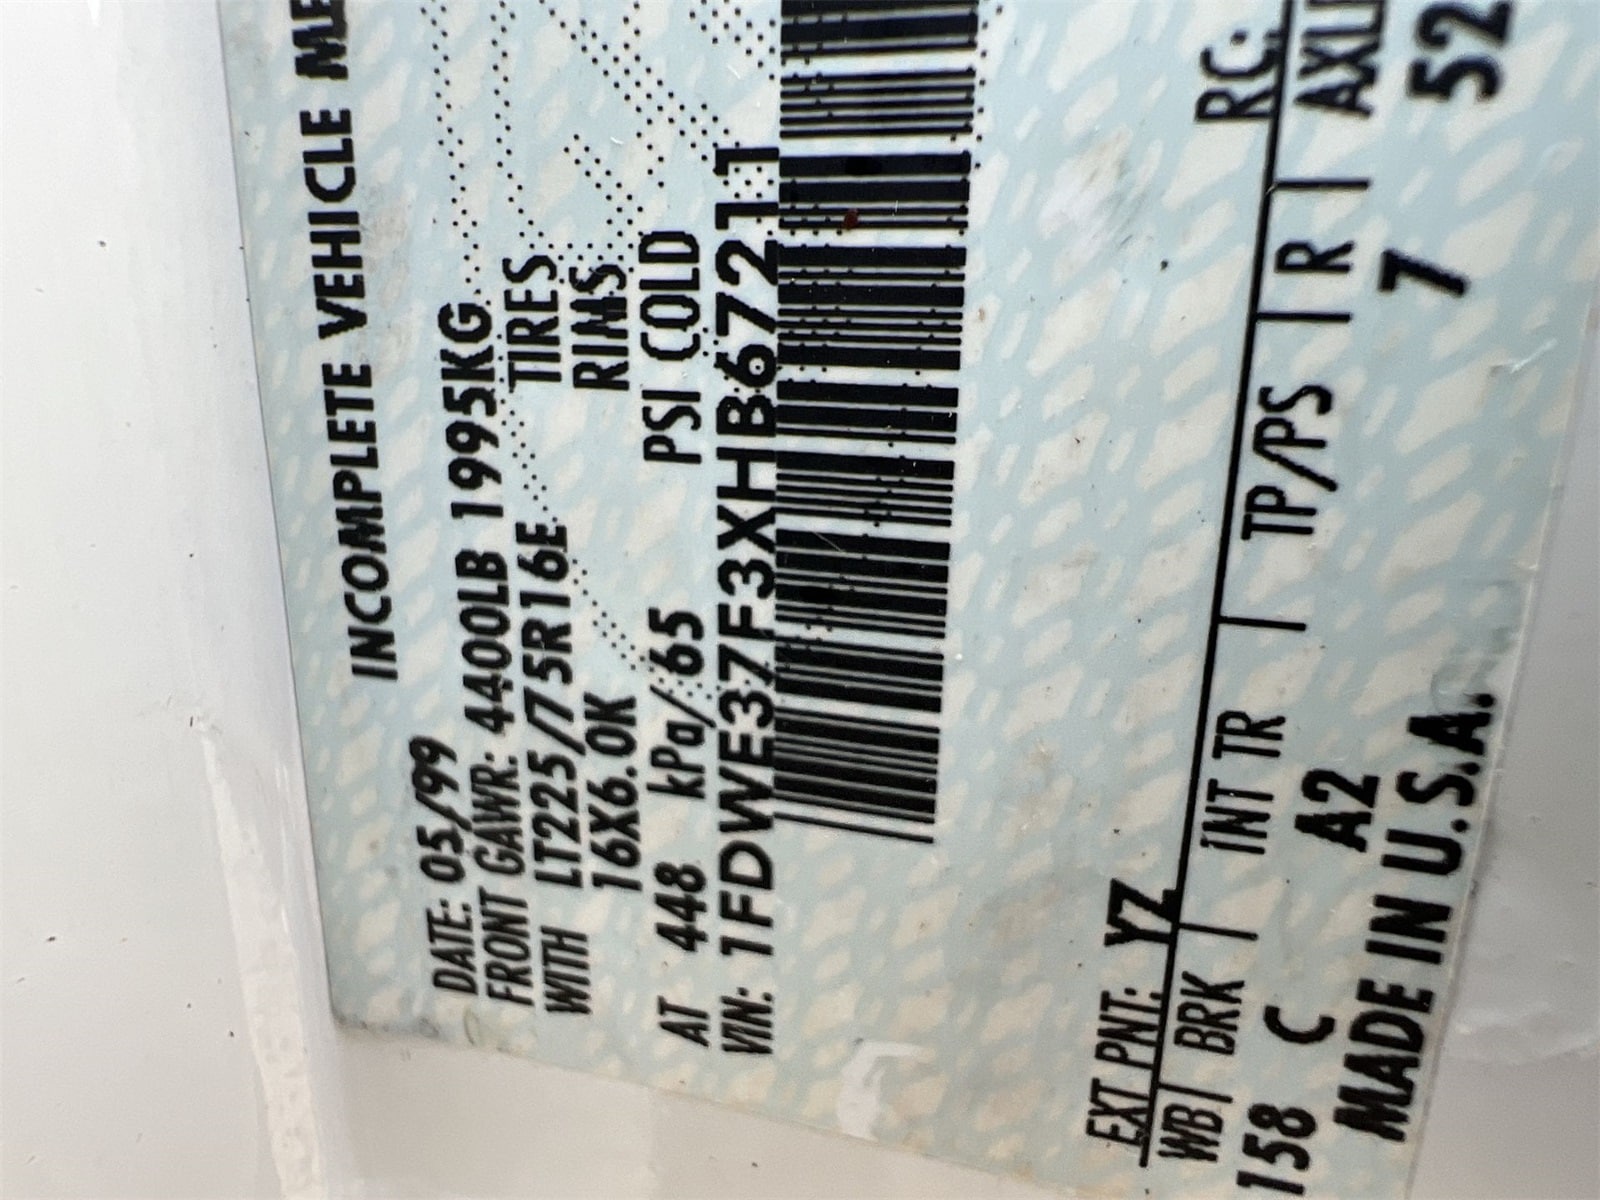 INCOMPLETE VEHICLE
DATE: 05/99
FRONT GAWR: 4400LB 1995KG
WITH LT225/75R16E TIRES
16X6.0K RIMS
AT 448 kPa/65 PSI COLD
VIN: 1FDWE37F3XHB67211
EXT PNT: YZ RC:
WB | BRK | INT TR | TP/PS | R |
158 C A2 7 52
MADE IN U.S.A.